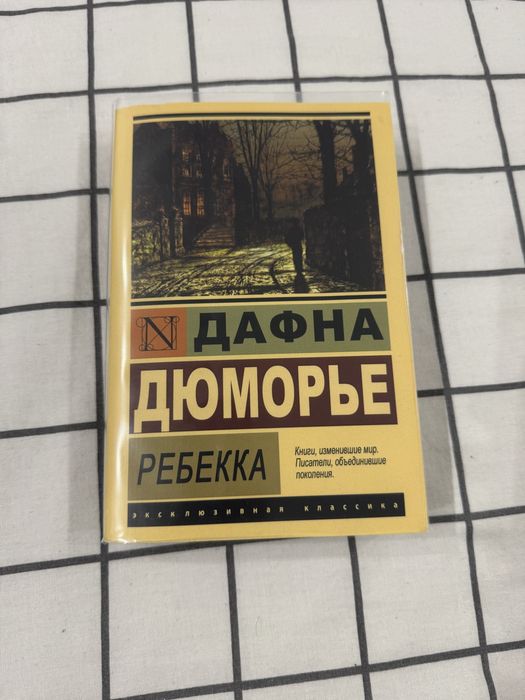 N ДАФНА
ДЮМОРЬЕ
РЕБЕККА
Книги, изменившие мир.
Писатели, объединившие
поколения.
эксклюзивная классика